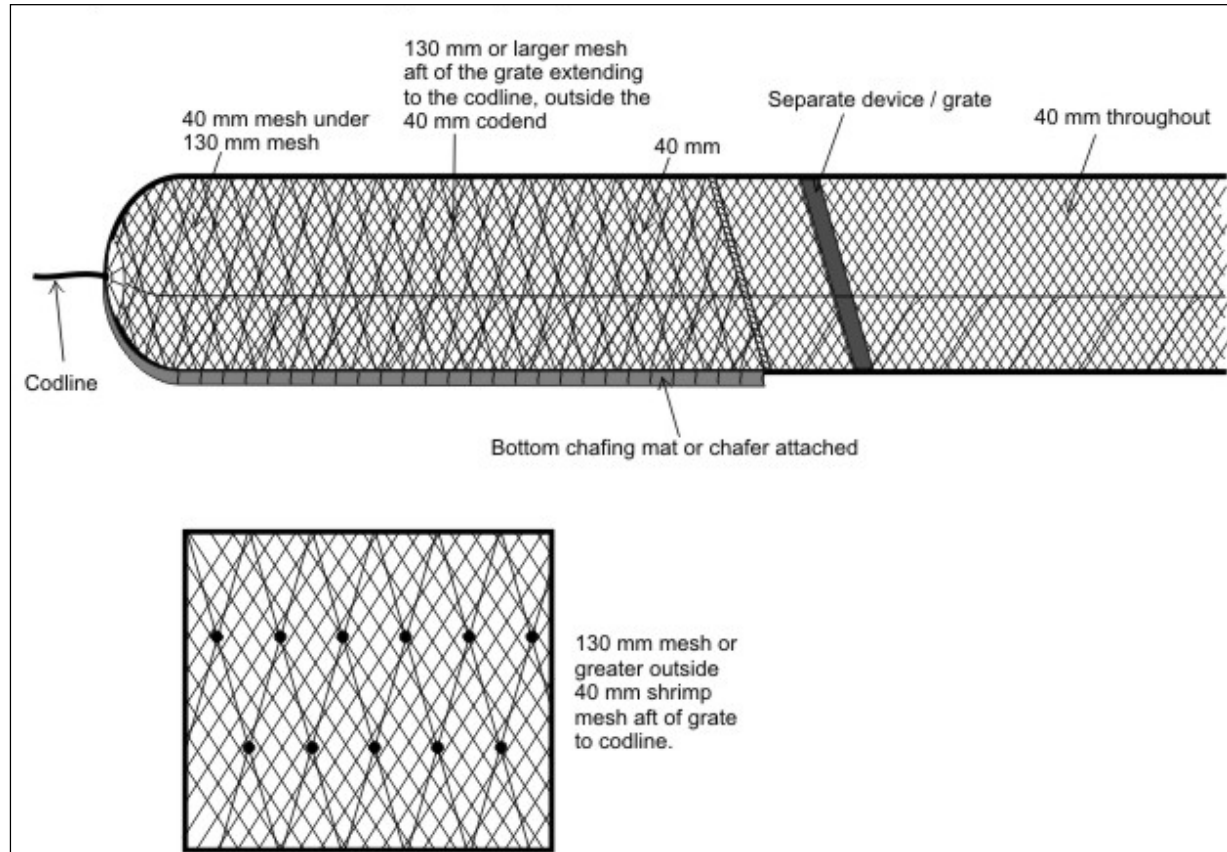 130 mm or larger mesh
aft of the grate extending
to the codline, outside the
40 mm codend
40 mm mesh under
130 mm mesh
40 mm
Separate device / grate
40 mm throughout
Codline
Bottom chafing mat or chafer attached
130 mm mesh or
greater outside
40 mm shrimp
mesh aft of grate
to codline.